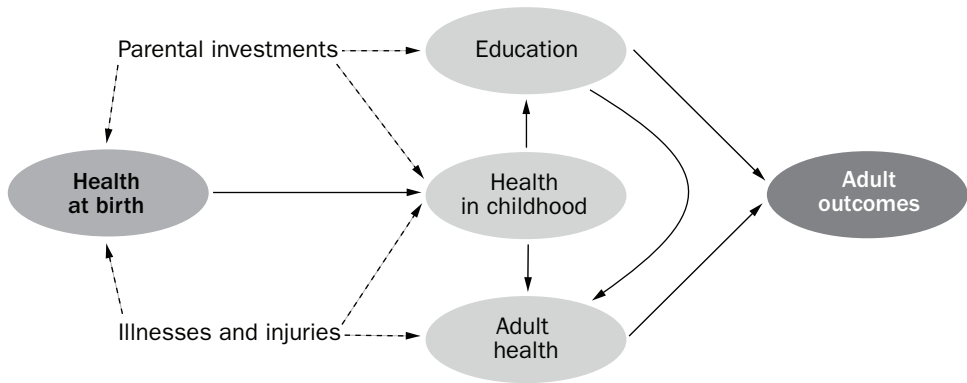 Parental investments
Education
Health
at birth
Health
in childhood
Adult
outcomes
Illnesses and injuries
Adult
health